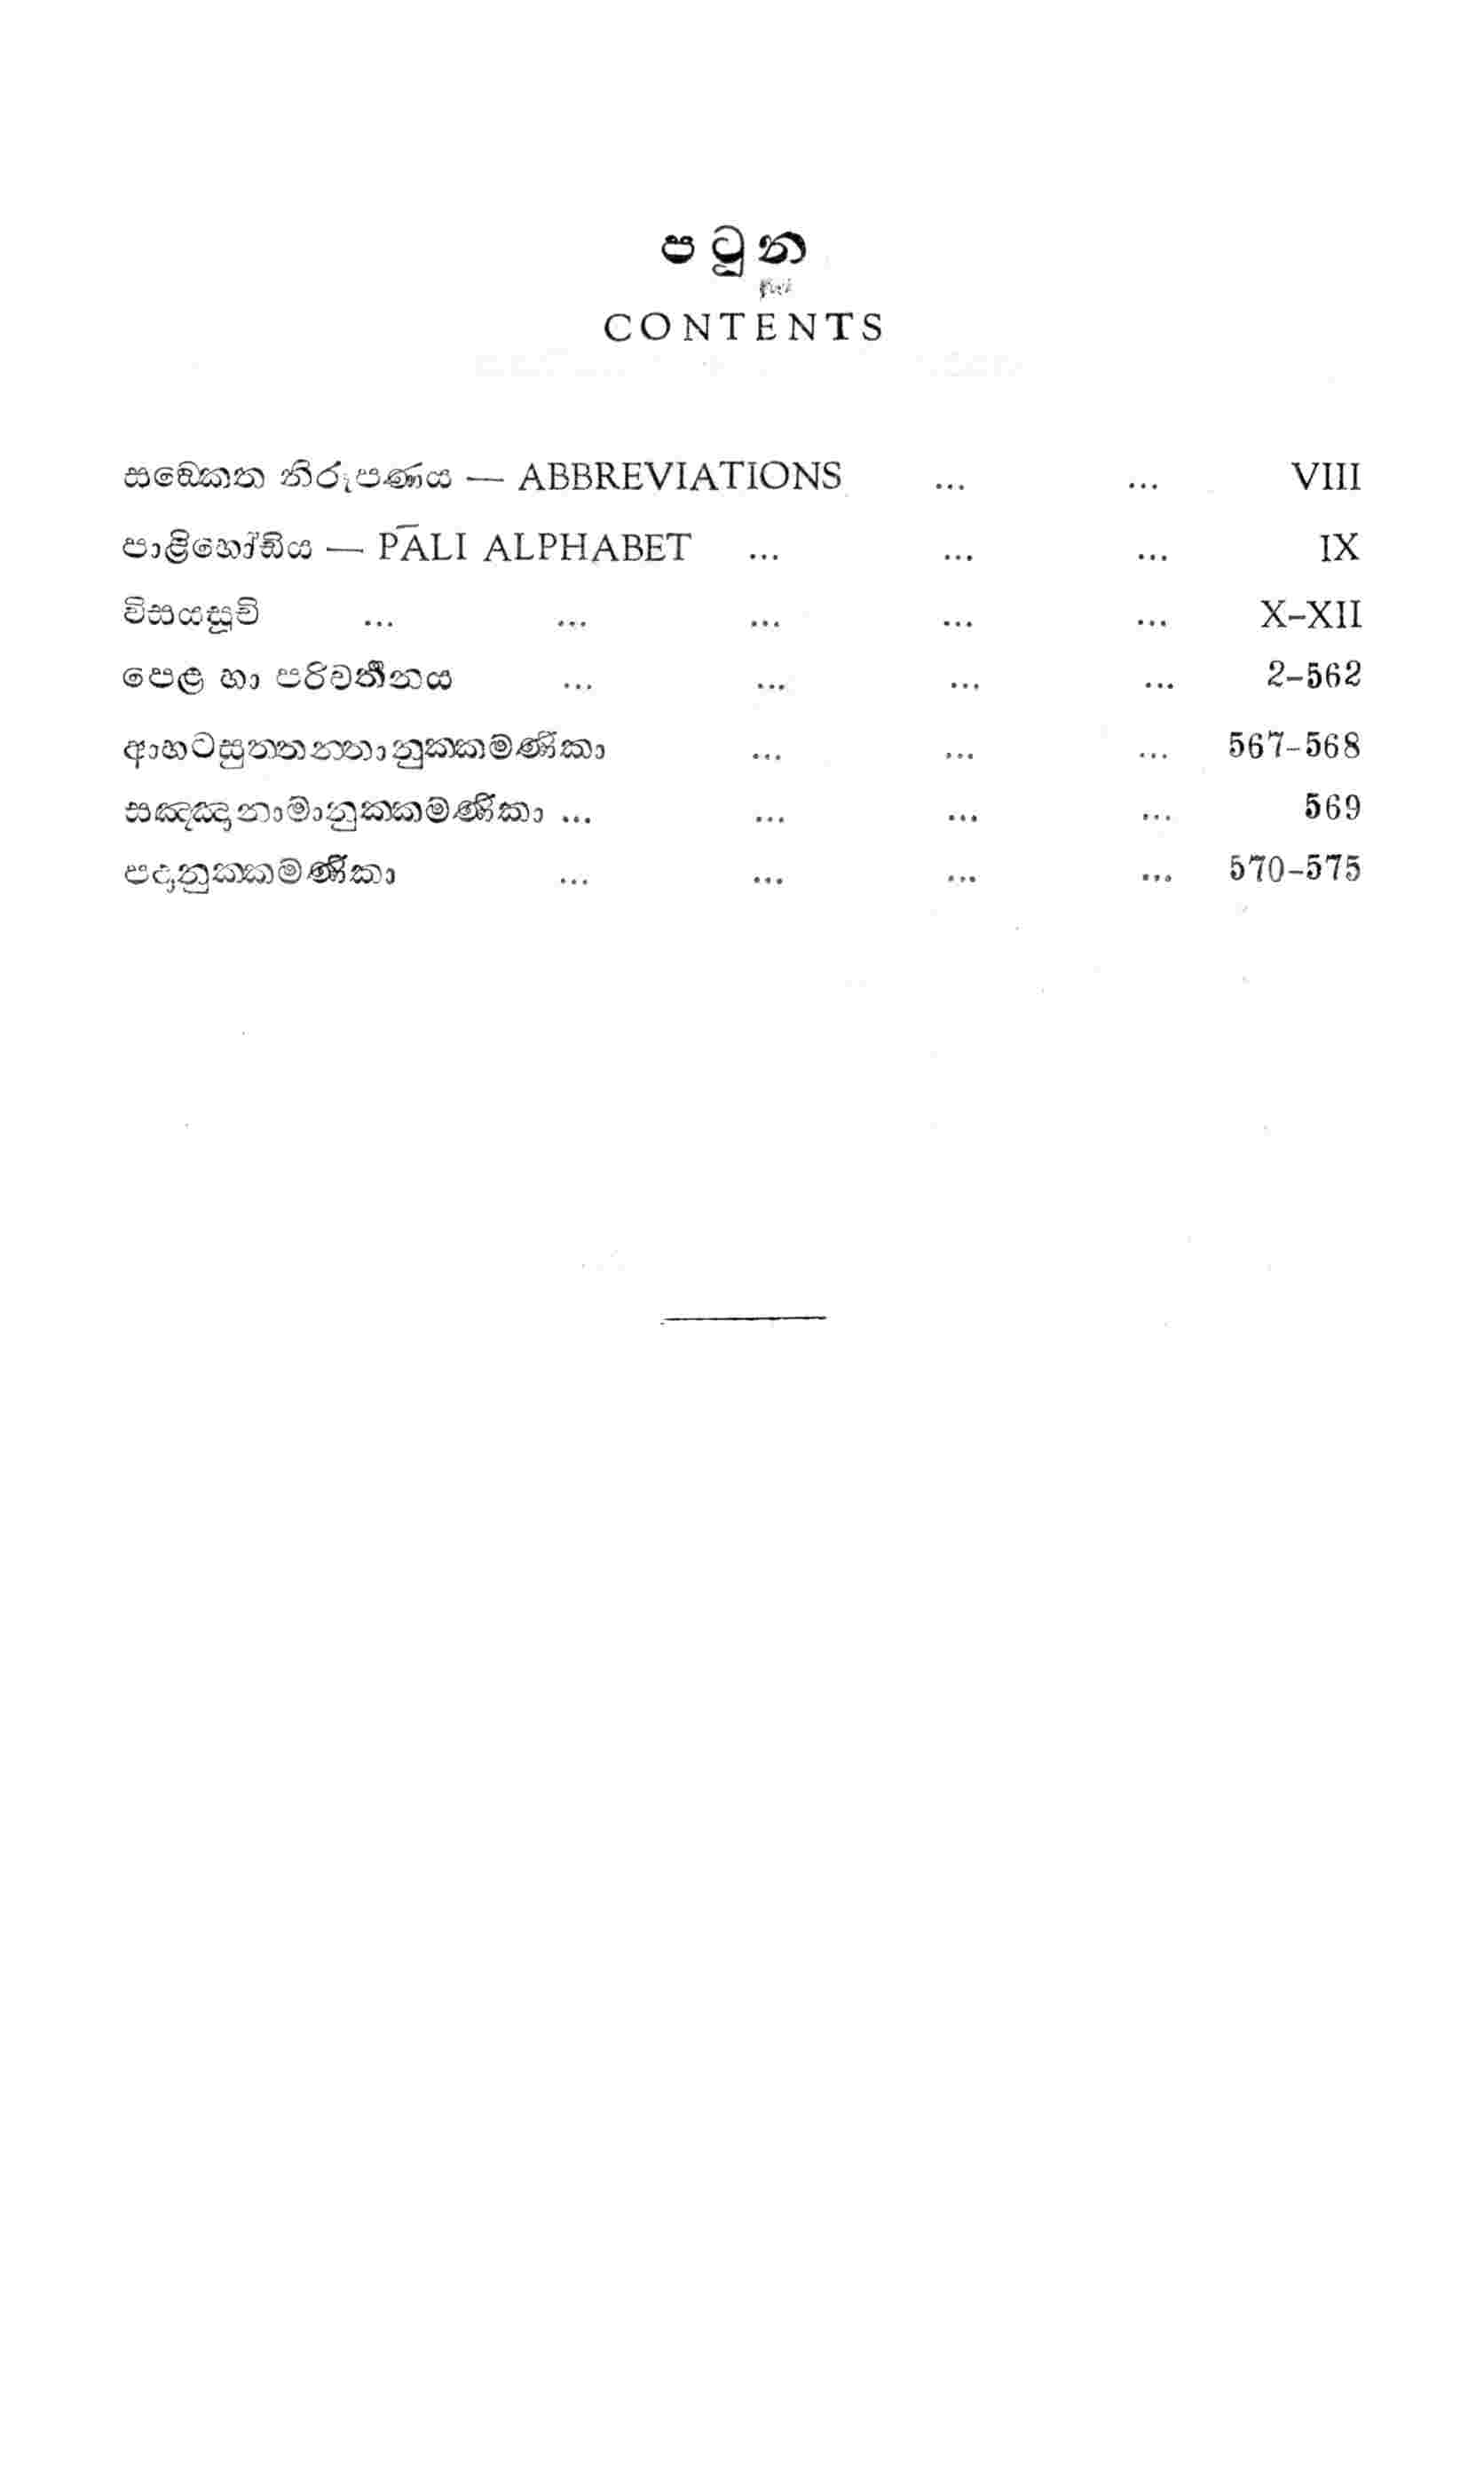 පටුන
CONTENTS
සඞ්කෙත නිරූපණය — ABBREVIATIONS ... ... VIII
පාළිහෝඩිය — PĀLI ALPHABET ... ... ... IX
විසයසූචි ... ... ... ... ... X–XII
පෙළ හා පරිවර්තනය ... ... ... ... 2–562
ආහටසුත්තන්තානුක්කමණිකා ... ... ... 567–568
සඤ්ඤානාමානුක්කමණිකා ... ... ... ... 569
පදානුක්කමණිකා ... ... ... ... 570–575